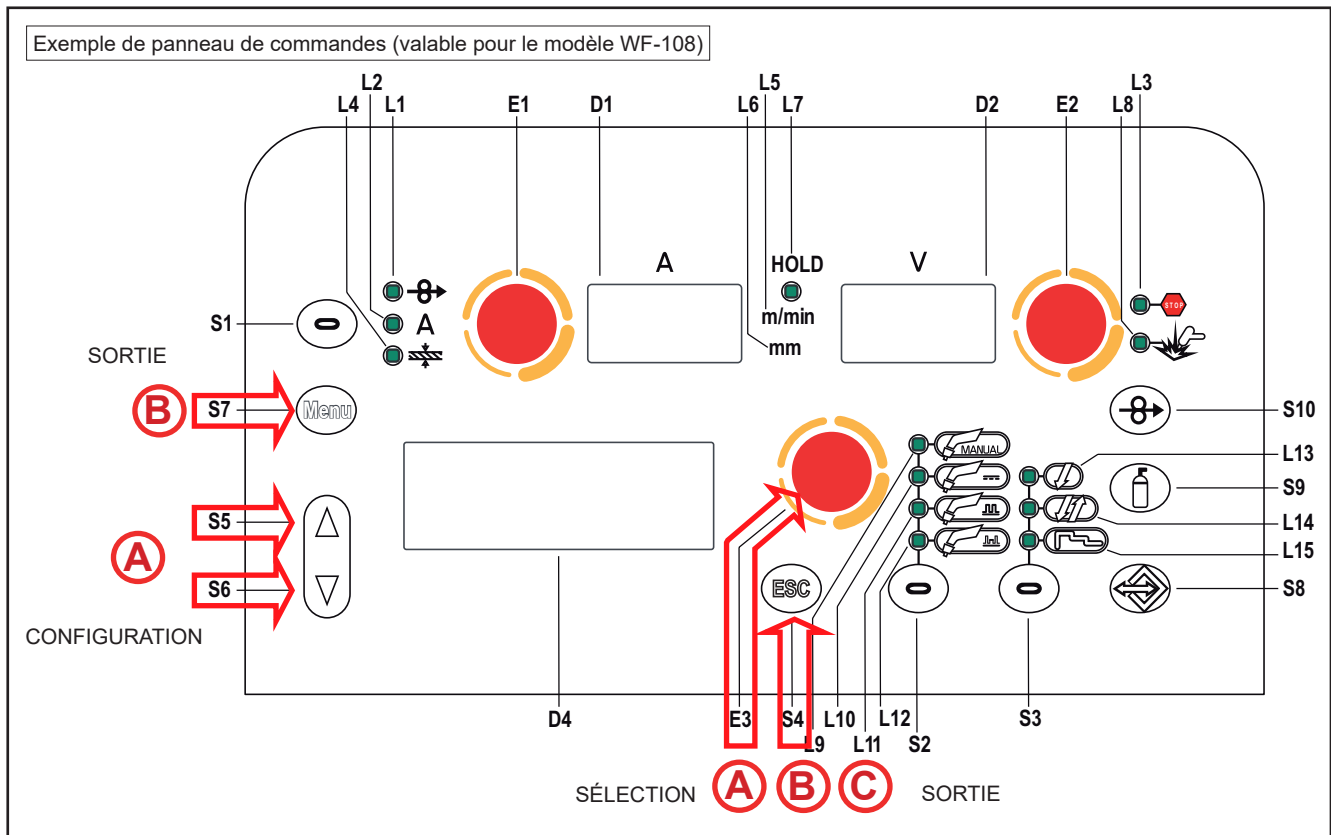 Exemple de panneau de commandes (valable pour le modèle WF-108)
L2 L5 L3
L4 L1 E1 D1 L6 L7 D2 E2 L8
A HOLD V
STOP
m/min
S1 A
mm
SORTIE
B S7 Menu
S10
MANUAL
L13
S9
S5
L14
A
L15
S6 ESC S8
CONFIGURATION
D4 E3 S4 L10 L12 S3
L9 L11 S2
SÉLECTION A B C SORTIE